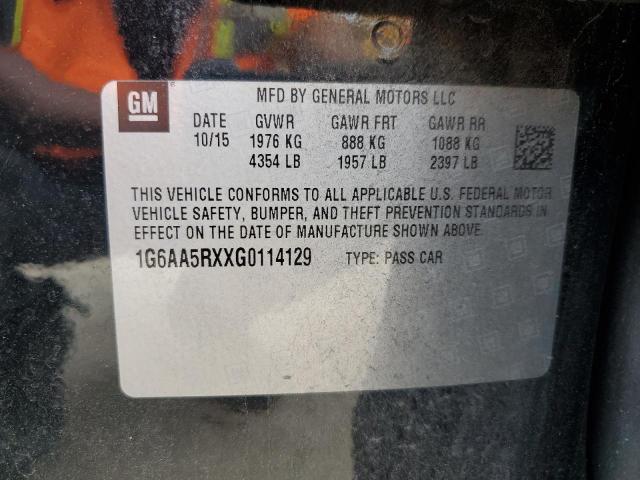 GM
MFD BY GENERAL MOTORS LLC
DATE GVWR GAWR FRT GAWR RR
10/15 1976 KG 888 KG 1088 KG
4354 LB 1957 LB 2397 LB
THIS VEHICLE CONFORMS TO ALL APPLICABLE U.S. FEDERAL MOTOR
VEHICLE SAFETY, BUMPER, AND THEFT PREVENTION STANDARDS IN
EFFECT ON THE DATE OF MANUFACTURE SHOWN ABOVE.
1G6AA5RXXG0114129 TYPE: PASS CAR